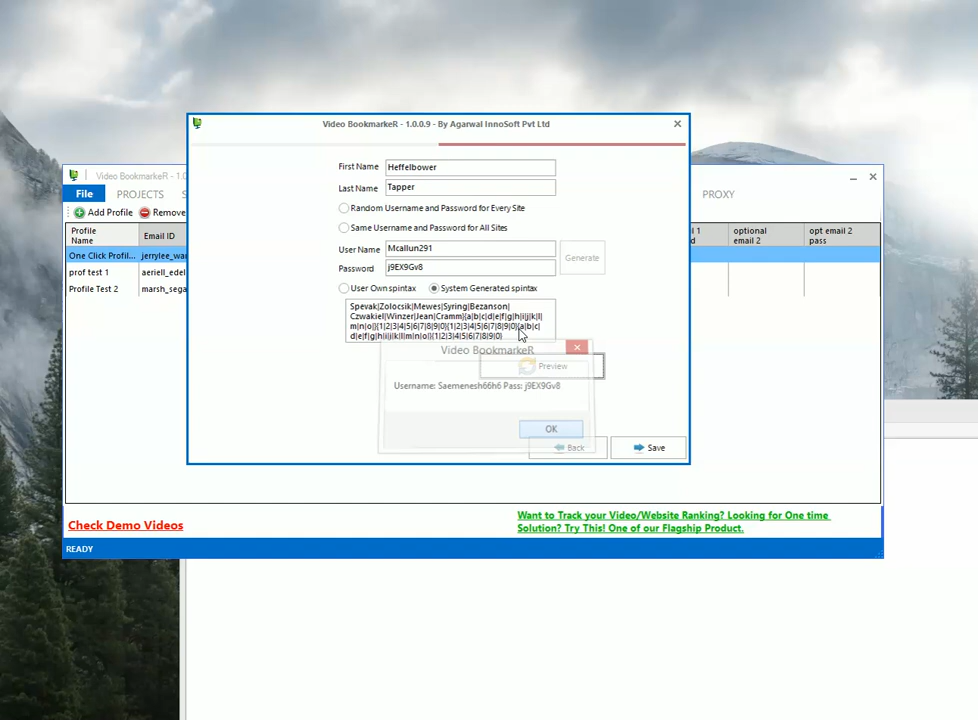 Video BookmarkeR - 1.0.0.9 - By Agarwal InnoSoft Pvt Ltd
Video BookmarkeR - 1.0
File PROJECTS S PROXY
Add Profile Remove
Profile Name Email ID optional email 2 opt email 2 pass
One Click Profil... jerrylee_wa
prof test 1 aeriell_edel
Profile Test 2 marsh_sega
First Name Heffelbower
Last Name Tapper
Random Username and Password for Every Site
Same Username and Password for All Sites
User Name Mcallun291
Generate
Password j9EX9Gv8
User Own spintax System Generated spintax
Spevak|Zolocsik|Mewes|Syring|Bezanson|
Czwakiel|Winzer|Jean|Cramm}{a|b|c|d|e|f|g|h|i|j|k|l|
m|n|o|}{1|2|3|4|5|6|7|8|9|0}{1|2|3|4|5|6|7|8|9|0}{a|b|c|
d|e|f|g|h|i|j|k|l|m|n|o|}{1|2|3|4|5|6|7|8|9|0}
Video BookmarkeR
Preview
Username: Saemenesh66h6 Pass: j9EX9Gv8
OK
Back Save
Check Demo Videos
Want to Track your Video/Website Ranking? Looking for One time
Solution? Try This! One of our Flagship Product.
READY